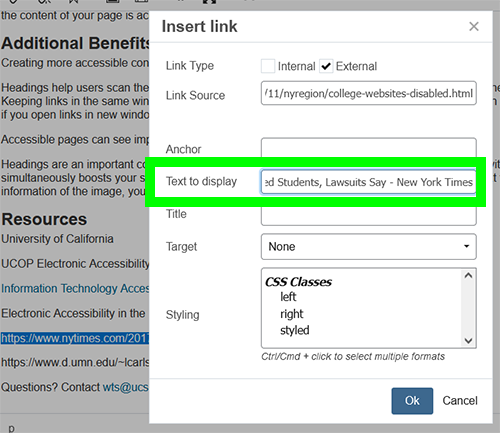 the content of your page is ac
Additional Benefits
Creating more accessible con
Headings help users scan the
Keeping links in the same wind
if you open links in new windo
Accessible pages can see imp
Headings are an important co
simultaneously boosts your s
information of the image, you
Resources
University of California
UCOP Electronic Accessibility
Information Technology Acces
Electronic Accessibility in the
https://www.nytimes.com/201
https://www.d.umn.edu/~lcarls
Questions? Contact wts@ucs
p
Insert link
×
Link Type
Internal
External
Link Source
/11/nyregion/college-websites-disabled.html
Anchor
Text to display
ed Students, Lawsuits Say - New York Times
Title
Target
None
Styling
CSS Classes
left
right
styled
Ctrl/Cmd + click to select multiple formats
Ok
Cancel